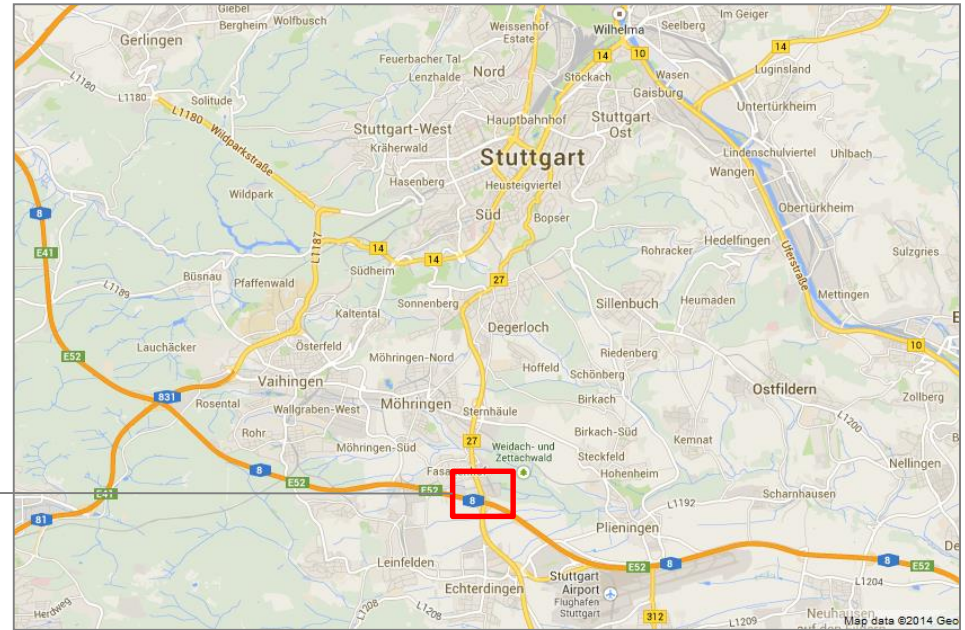 Giebel
Bergheim
Wolfbusch
Gerlingen
Weissenhof
Estate
Wilhelma
Seelberg
Im Geiger
14
10
14
Feuerbacher Tal
Lenzhalde
Nord
Stöckach
Wasen
Luginsland
L1180
L1180
Solitude
Gaisburg
Untertürkheim
L1180
Wildparkstraße
Stuttgart-West
Kräherwald
Hauptbahnhof
Stuttgart
Ost
Stuttgart
Lindenschulviertel
Uhlbach
Wangen
Wildpark
Hasenberg
Heusteigviertel
Süd
Bopser
Obertürkheim
8
E41
L1187
14
14
Rohracker
Hedelfingen
Uferstraße
Sulzgries
Büsnau
Pfaffenwald
Südheim
27
L1189
Kaltental
Sonnenberg
Sillenbuch
Heumaden
Mettingen
E
Degerloch
Lauchäcker
Österfeld
E52
Möhringen-Nord
Riedenberg
10
Hoffeld
Schönberg
Vaihingen
831
Rosental
Wallgraben-West
Möhringen
Sternhäule
Birkach
Ostfildern
Zollberg
L1200
Rohr
Möhringen-Süd
27
Weidach- und
Zettachwald
Birkach-Süd
Kemnat
B
Steckfeld
Nellingen
8
E52
Hohenheim
E41
E52
8
L1192
Scharnhausen
81
Plieningen
De
Leinfelden
E52
8
8
E52
Stuttgart
Airport
Flughafen
Stuttgart
Echterdingen
L1204
Herdweg
L1208
L1208
312
L1209
Neuhausen
Map data ©2014 Geo